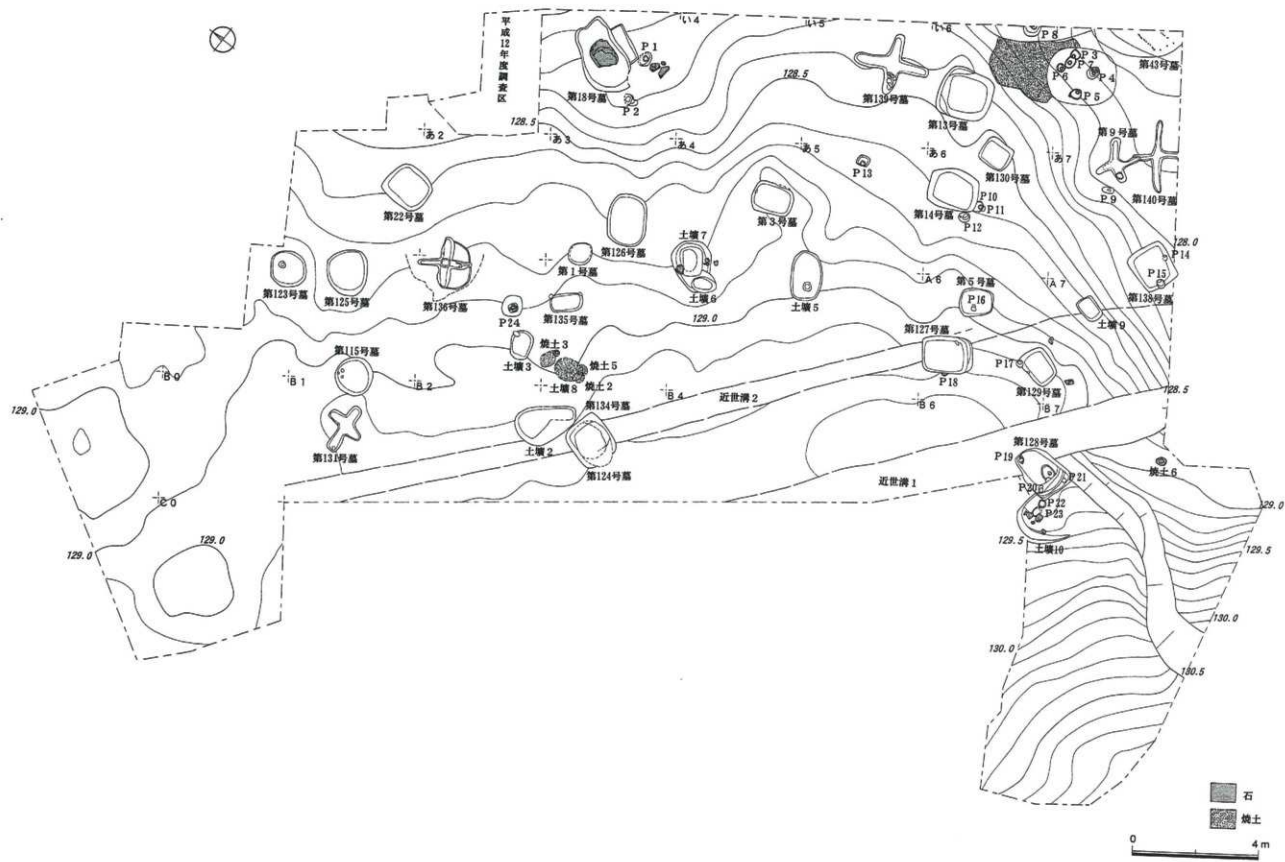 平成12年度調査区
い4
い5
い6
P8
P3
P7
P6
P4
P5
第43号墓
P1
第18号墓
P2
128.5
第139号墓
第13号墓
128.5
あ2
あ3
あ4
あ5
あ6
あ7
第9号墓
第130号墓
P13
第22号墓
第14号墓
P10
P11
P12
P9
第140号墓
第126号墓
土壙7
第3号墓
128.0
P14
P15
第138号墓
第123号墓
第125号墓
第136号墓
第1号墓
土壙6
土壙5
A6
A7
第5号墓
P16
P24
第135号墓
129.0
土壙9
第127号墓
土壙3
焼土3
焼土5
土壙8
焼土2
第115号墓
B0
B1
B2
B4
B6
B7
P18
P17
第129号墓
128.5
近世溝2
第134号墓
129.0
第131号墓
土壙2
第124号墓
第128号墓
P19
P21
P20
P22
P23
焼土6
近世溝1
C0
129.0
129.0
129.5
土壙10
129.0
129.5
130.0
130.0
130.5
石
焼土
0 4m